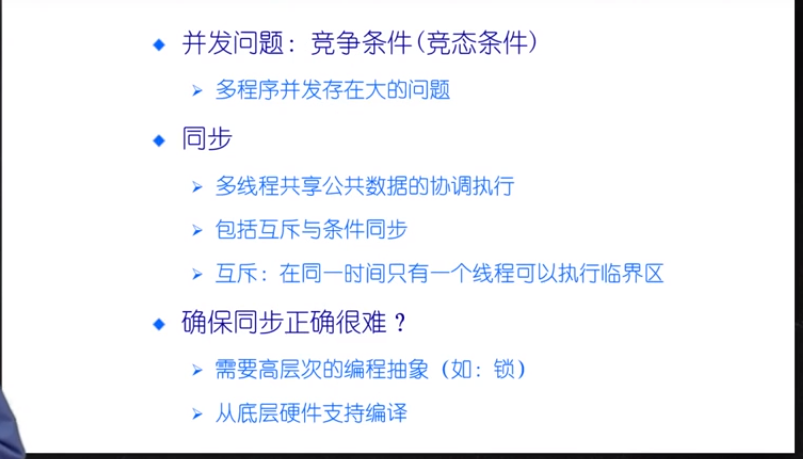 并发问题：竞争条件(竞态条件)
多程序并发存在大的问题
同步
多线程共享公共数据的协调执行
包括互斥与条件同步
互斥：在同一时间只有一个线程可以执行临界区
确保同步正确很难？
需要高层次的编程抽象（如：锁）
从底层硬件支持编译